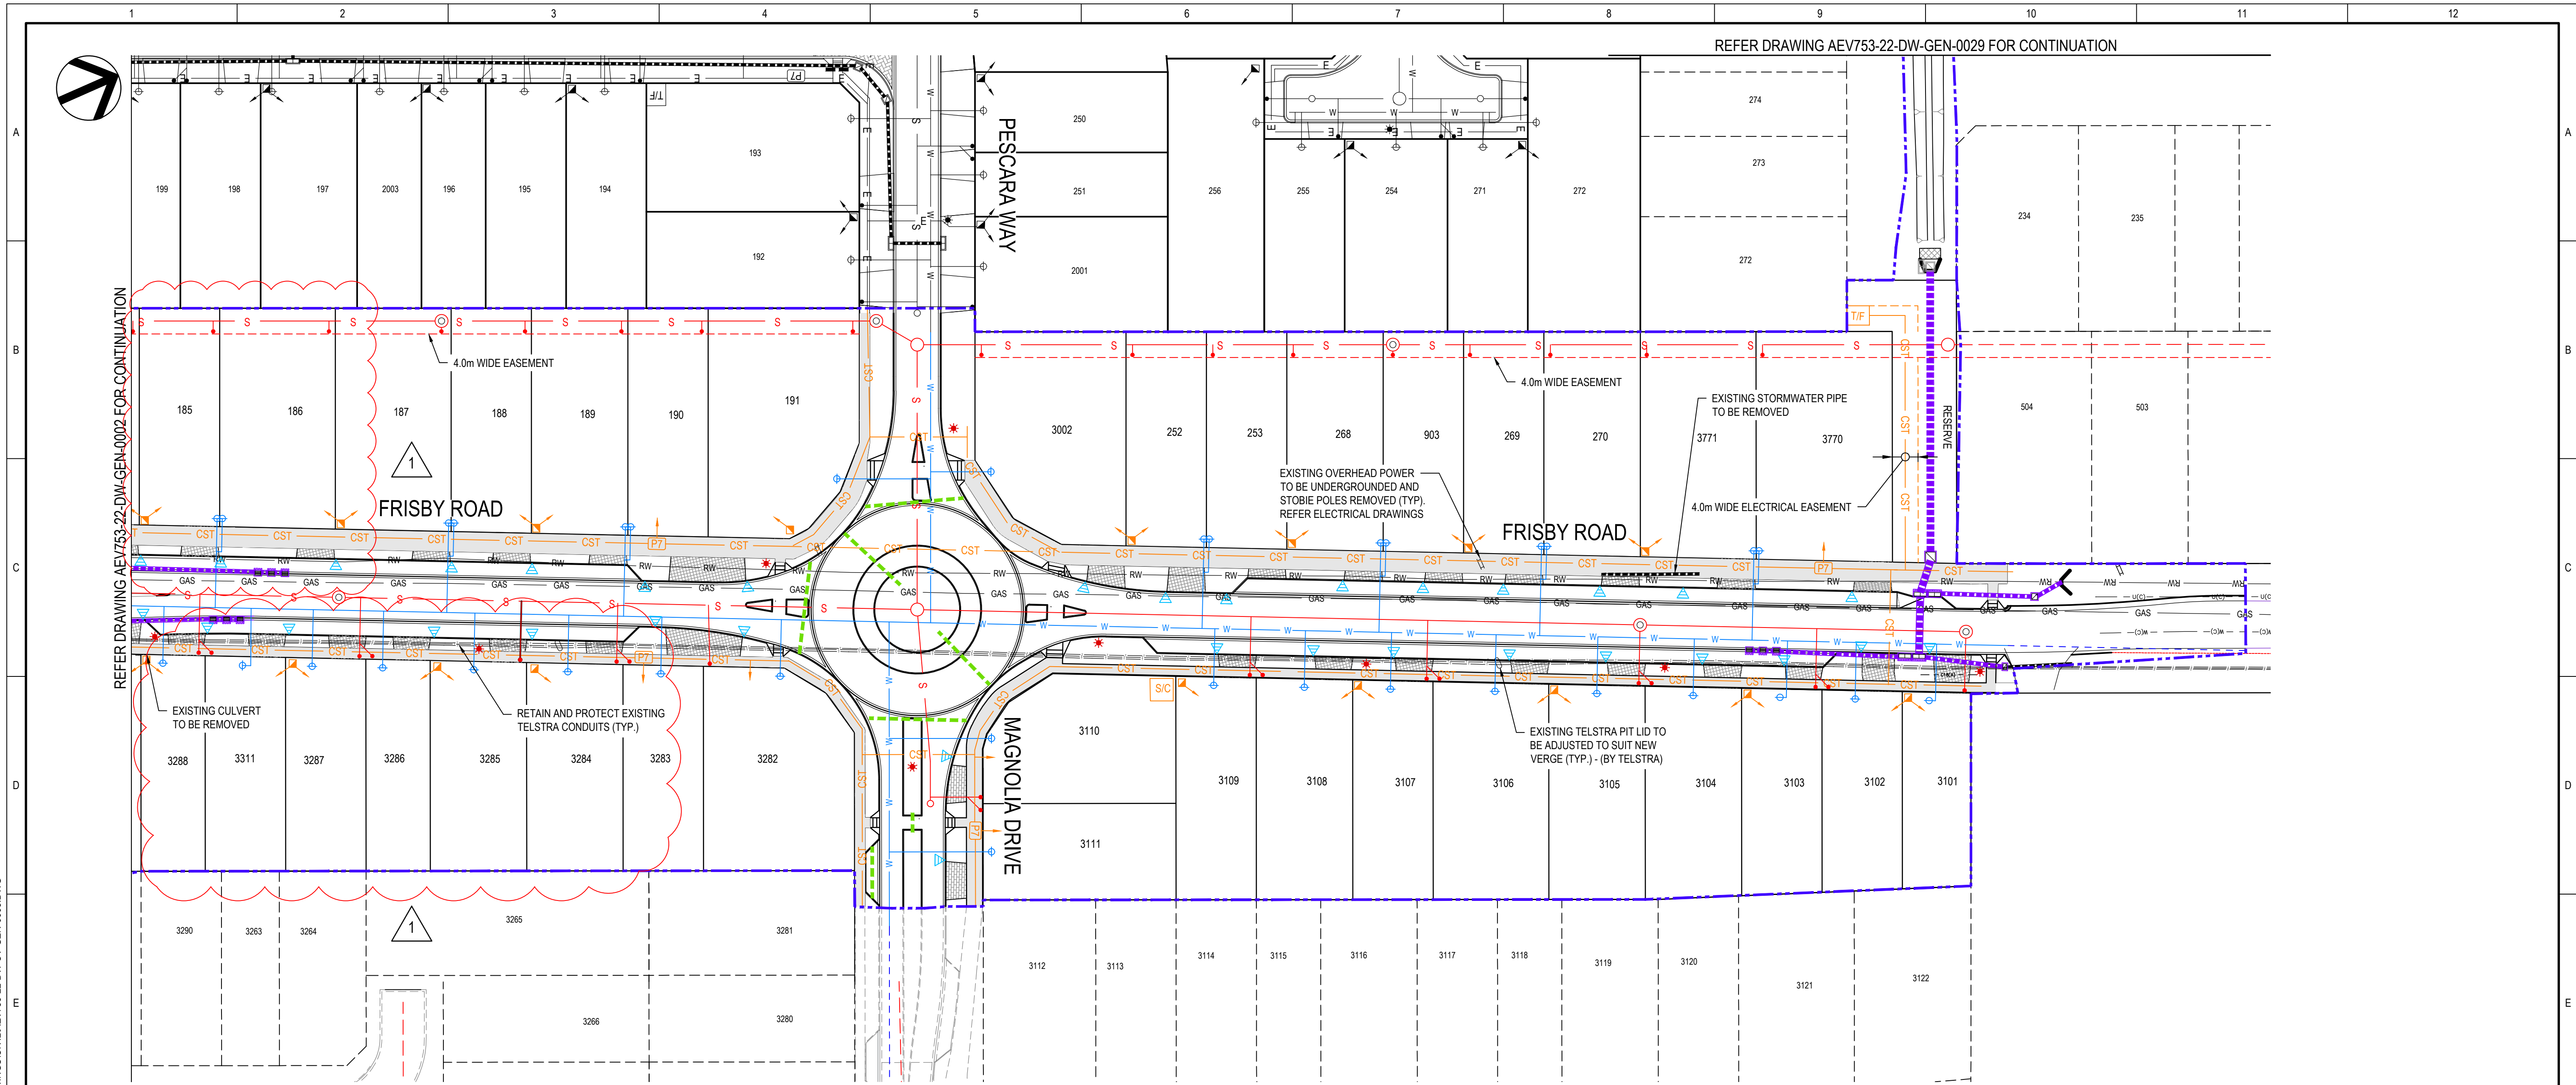 1 2 3 4 5 6 7 8 9 10 11 12
REFER DRAWING AEV753-22-DW-GEN-0029 FOR CONTINUATION
REFER DRAWING AEV753-22-DW-GEN-0002 FOR CONTINUATION
A
A
B
B
C
C
D
D
E
E
P7
T/F
199 198 197 2003 196 195 194
193
192
PESCARA WAY
250
251
2001
256 255 254 271 272
274
273
272
234 235
4.0m WIDE EASEMENT
185 186 187 188 189 190 191
1
FRISBY ROAD
4.0m WIDE EASEMENT
3002 252 253 268 903 269 270 3771 3770
EXISTING STORMWATER PIPE
TO BE REMOVED
EXISTING OVERHEAD POWER
TO BE UNDERGROUNDED AND
STOBIE POLES REMOVED (TYP).
REFER ELECTRICAL DRAWINGS
FRISBY ROAD
4.0m WIDE ELECTRICAL EASEMENT
T/F
RESERVE
504 503
P7
P7
EXISTING CULVERT
TO BE REMOVED
RETAIN AND PROTECT EXISTING
TELSTRA CONDUITS (TYP.)
P7
S/C
EXISTING TELSTRA PIT LID TO
BE ADJUSTED TO SUIT NEW
VERGE (TYP.) - (BY TELSTRA)
3288 3311 3287 3286 3285 3284 3283 3282
MAGNOLIA DRIVE
P7
3110
3111
3109 3108 3107 3106 3105 3104 3103 3102 3101
1
3290 3263 3264 3265 3281
3266 3280
3112 3113 3114 3115 3116 3117 3118 3119 3120 3121 3122